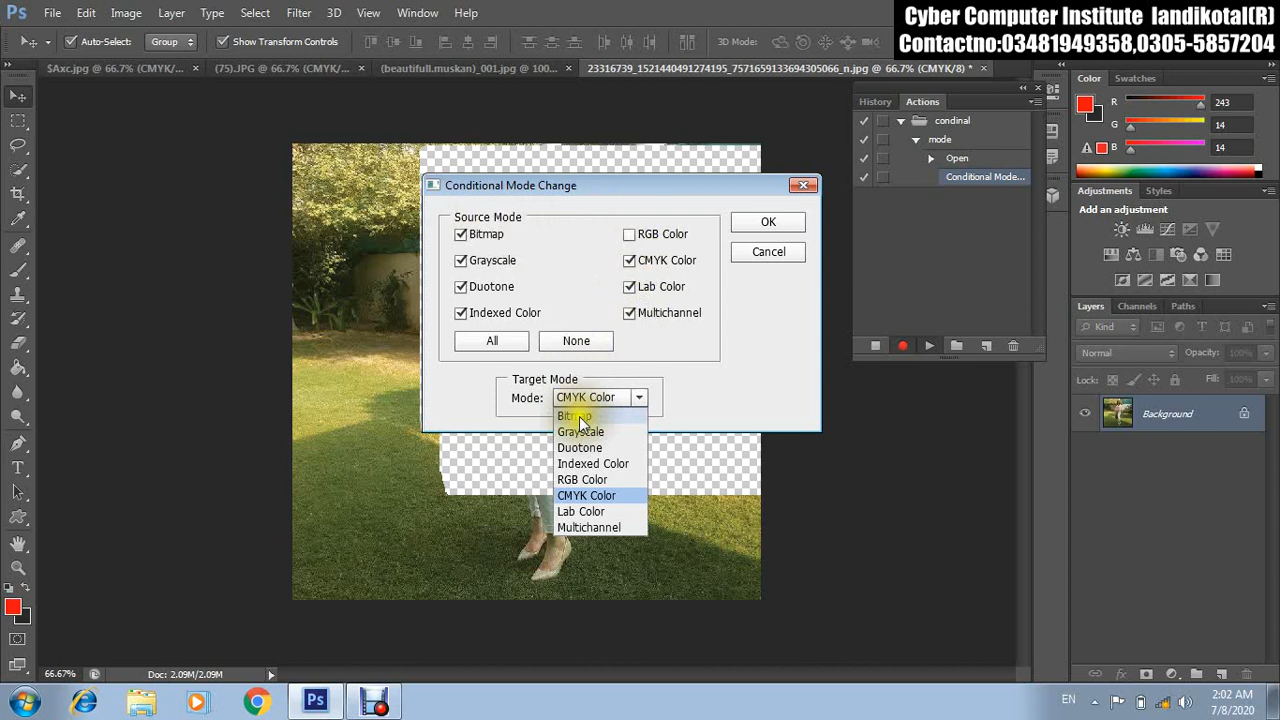 Ps File Edit Image Layer Type Select Filter 3D View Window Help
Cyber Computer Institute landikotal(R)
Contactno:03481949358,0305-5857204
Auto-Select: Group Show Transform Controls 3D Mode:
$Axc.jpg @ 66.7% (CMYK/... × (75).JPG @ 66.7% (CMYK/... × (beautifull.muskan)_001.jpg @ 100... × 23316739_1521440491274195_7571659133694305066_n.jpg @ 66.7% (CMYK/8) * ×
History Actions
condinal
mode
Open
Conditional Mode...
Color Swatches
R 243
G 14
B 14
Adjustments Styles
Add an adjustment
Layers Channels Paths
Kind
Normal Opacity: 100%
Lock: Fill: 100%
Background
Conditional Mode Change
Source Mode
Bitmap RGB Color
Grayscale CMYK Color
Duotone Lab Color
Indexed Color Multichannel
All None
OK
Cancel
Target Mode
Mode: CMYK Color
Bitmap
Grayscale
Duotone
Indexed Color
RGB Color
CMYK Color
Lab Color
Multichannel
66.67% Doc: 2.09M/2.09M
Ps
EN 2:02 AM
7/8/2020